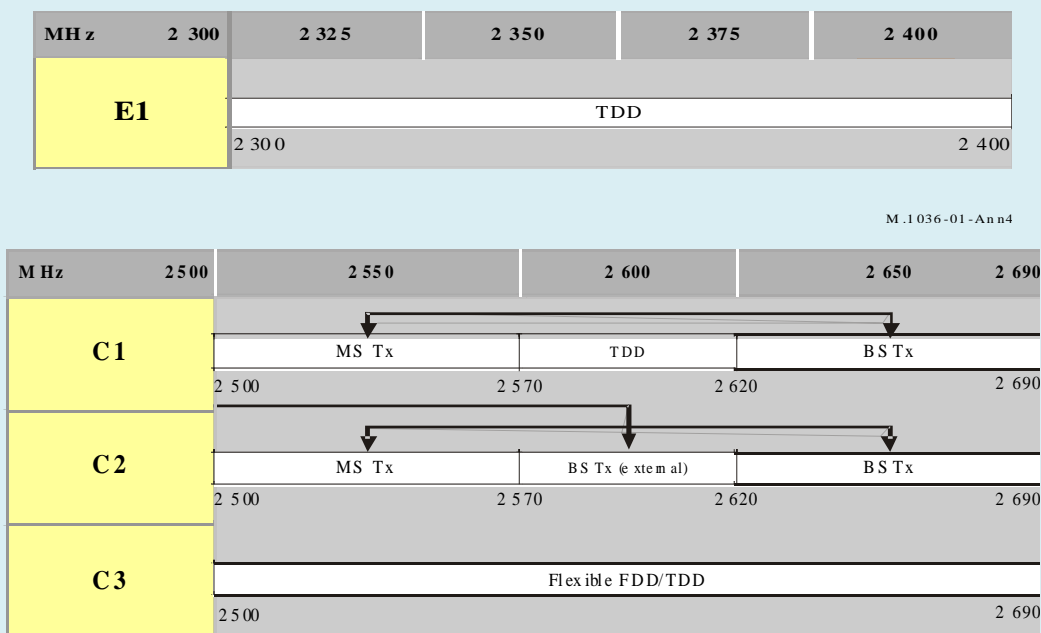 MHz 2 300 2 325 2 350 2 375 2 400
E1
TDD
2 300 2 400
M.1036-01-Ann4
MHz 2500 2 550 2 600 2 650 2 690
C1
MS Tx TDD BS Tx
2 500 2 570 2 620 2 690
C2
MS Tx BS Tx (external) BS Tx
2 500 2 570 2 620 2 690
C3
Flexible FDD/TDD
2500 2 690